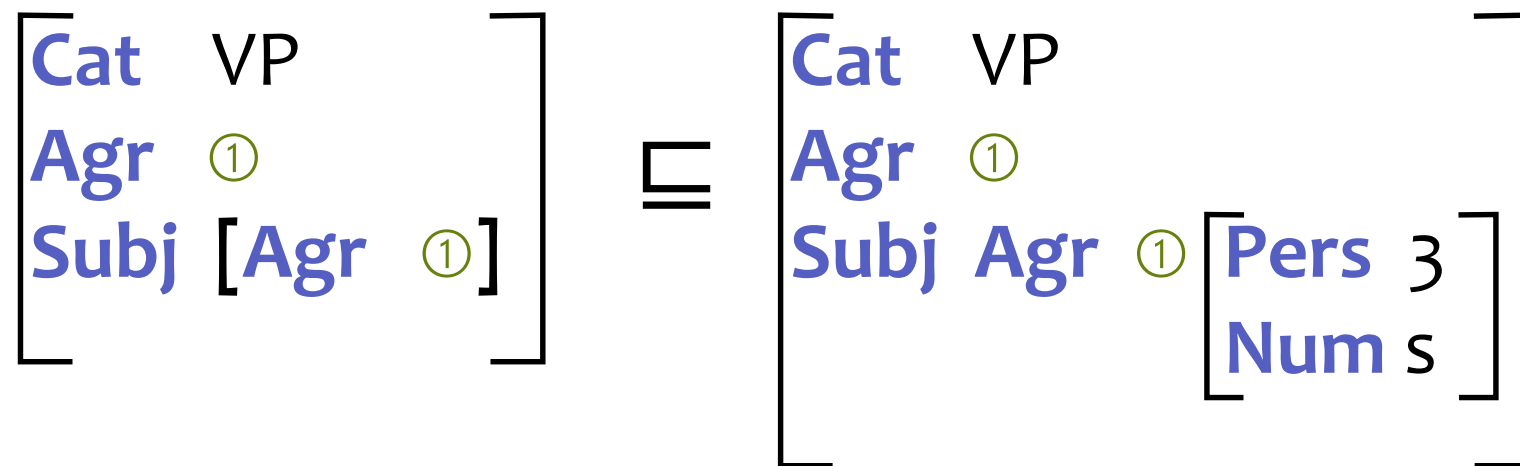 Cat VP
Agr ①
Subj [Agr ①]
⊑
Cat VP
Agr ①
Subj Agr ① [Pers 3
Num s]